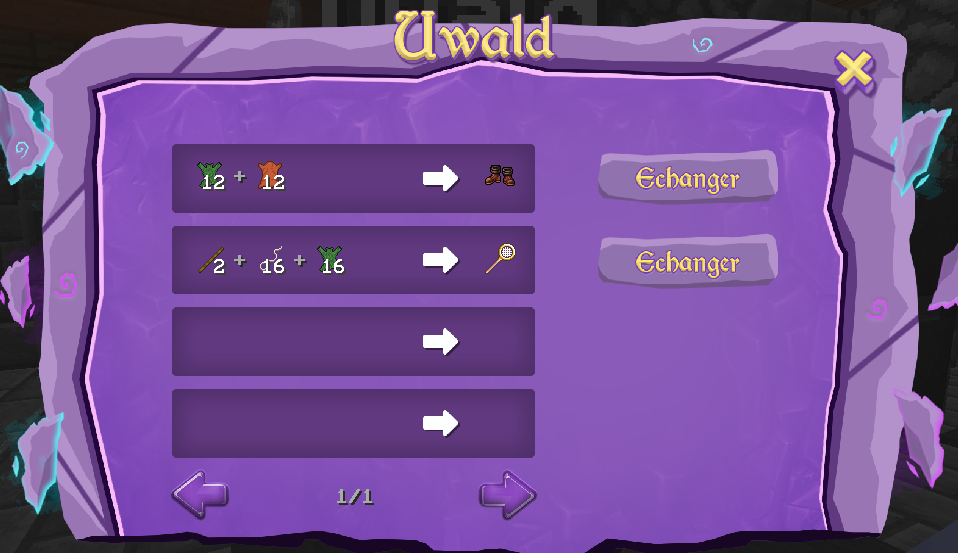 Uwald
12 + 12
Echanger
2 + 16 + 16
Echanger
1/1